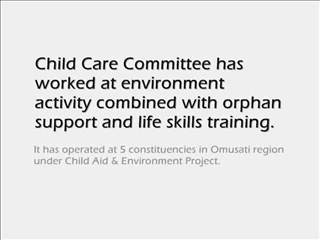 Child Care Committee has
worked at environment
activity combined with orphan
support and life skills training.
It has operated at 5 constituencies in Omusati region
under Child Aid & Environment Project.